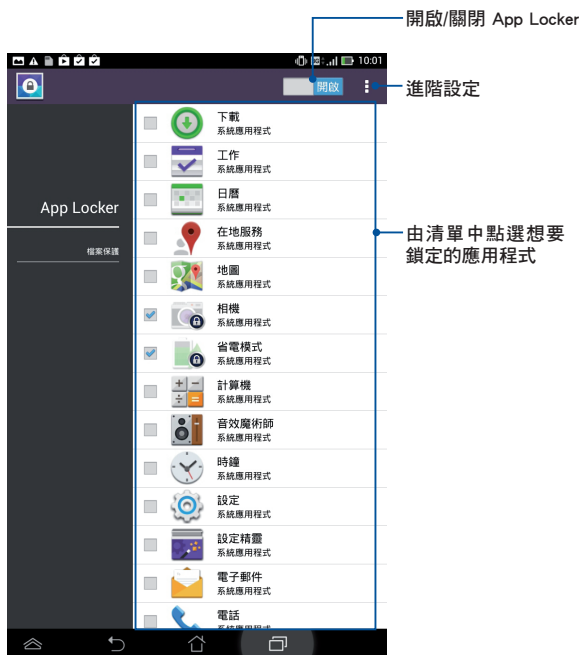 開啟/關閉 App Locker
10:01
開啟
進階設定
App Locker
檔案保護
下載
系統應用程式
工作
系統應用程式
日曆
系統應用程式
在地服務
系統應用程式
地圖
系統應用程式
相機
系統應用程式
省電模式
系統應用程式
計算機
系統應用程式
音效魔術師
系統應用程式
時鐘
系統應用程式
設定
系統應用程式
設定精靈
系統應用程式
電子郵件
系統應用程式
電話
系統應用程式
由清單中點選想要
鎖定的應用程式